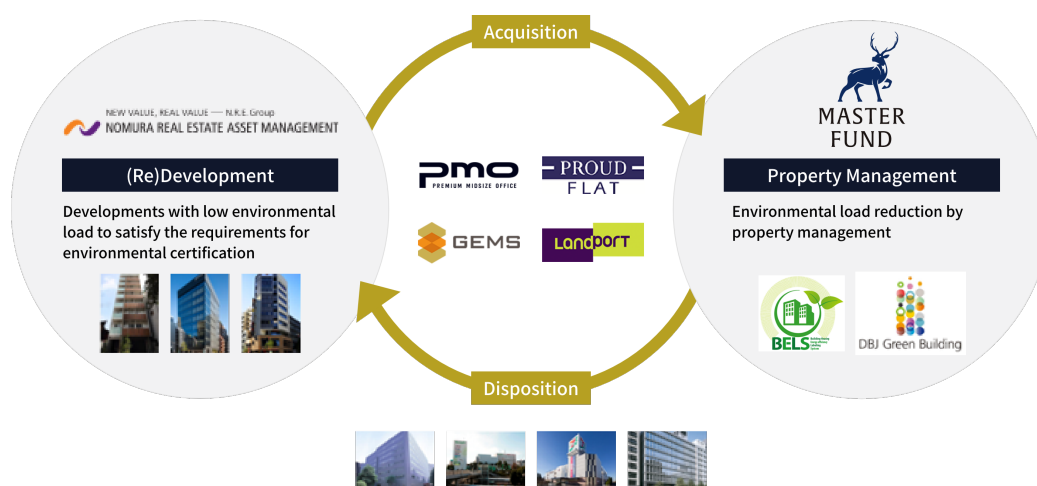 Acquisition
NEW VALUE, REAL VALUE — N.R.E. Group
NOMURA REAL ESTATE ASSET MANAGEMENT
(Re)Development
Developments with low environmental
load to satisfy the requirements for
environmental certification
pmo
PREMIUM MIDSIZE OFFICE
PROUD
FLAT
GEMS
Landport
MASTER
FUND
Property Management
Environmental load reduction by
property management
BELS
DBJ Green Building
Disposition